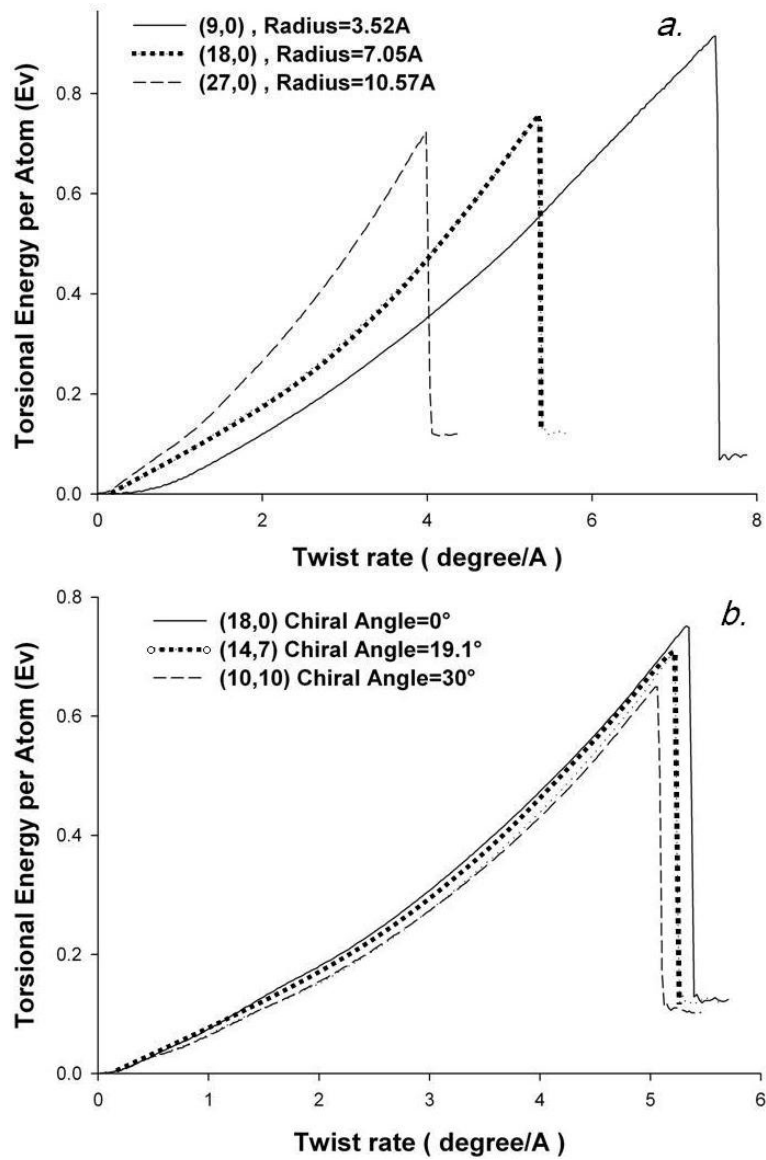 a.
(9,0) , Radius=3.52A
(18,0) , Radius=7.05A
(27,0) , Radius=10.57A
Torsional Energy per Atom (Ev)
0.8
0.6
0.4
0.2
0.0
0 2 4 6 8
Twist rate ( degree/A )
b.
(18,0) Chiral Angle=0°
(14,7) Chiral Angle=19.1°
(10,10) Chiral Angle=30°
Torsional Energy per Atom (Ev)
0.8
0.6
0.4
0.2
0.0
0 1 2 3 4 5 6
Twist rate ( degree/A )